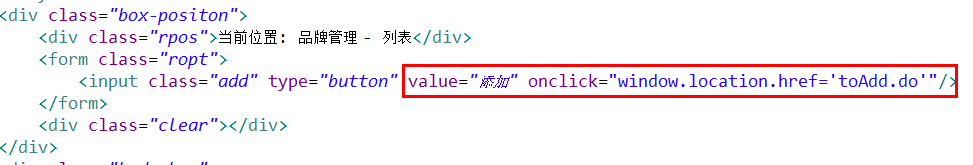 <div class="box-positon">
<div class="rpos">当前位置: 品牌管理 - 列表</div>
<form class="ropt">
<input class="add" type="button" value="添加" onclick="window.location.href='toAdd.do'"/>
</form>
<div class="clear"></div>
</div>